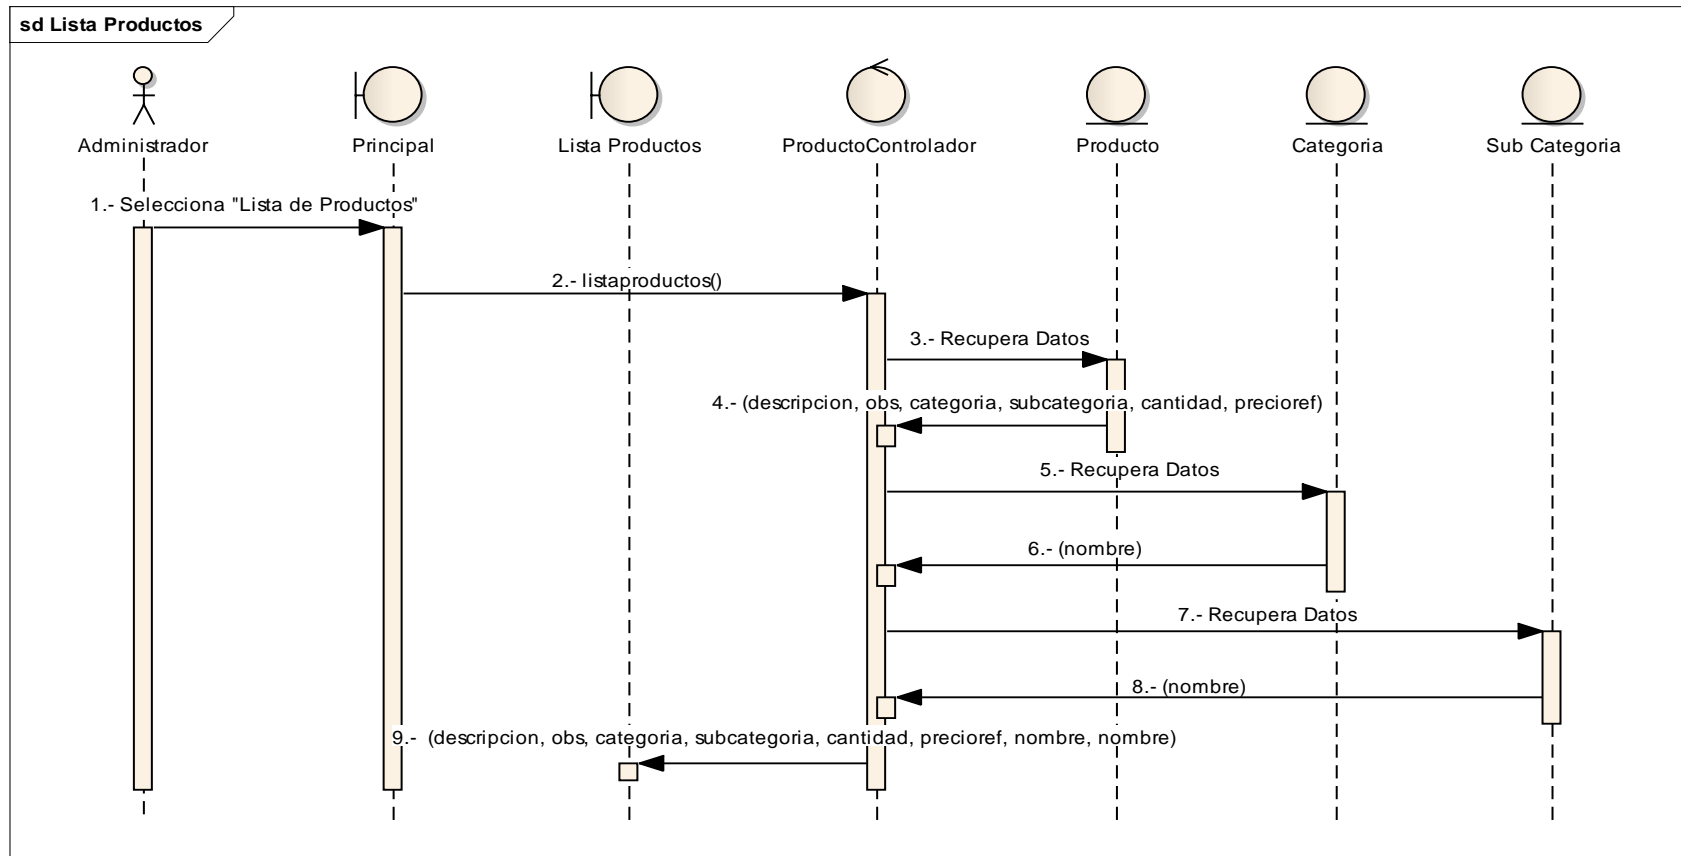 sd Lista Productos
Administrador
Principal
Lista Productos
ProductoControlador
Producto
Categoria
Sub Categoria
1.- Selecciona "Lista de Productos"
2.- listaproductos()
3.- Recupera Datos
4.- (descripcion, obs, categoria, subcategoria, cantidad, precioref)
5.- Recupera Datos
6.- (nombre)
7.- Recupera Datos
8.- (nombre)
9.- (descripcion, obs, categoria, subcategoria, cantidad, precioref, nombre, nombre)